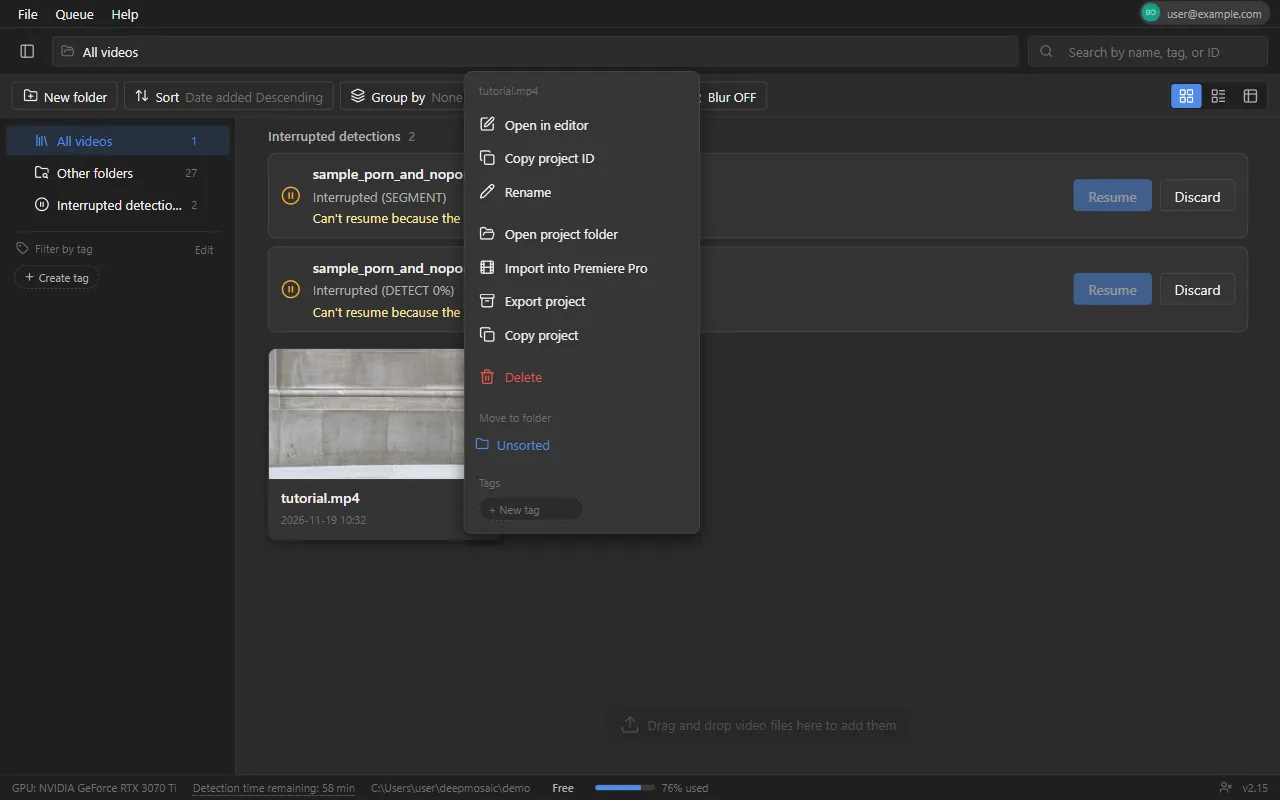 File Queue Help
BO user@example.com
All videos
Search by name, tag, or ID
New folder
Sort Date added Descending
Group by None
Blur OFF
All videos 1
Other folders 27
Interrupted detectio... 2
Filter by tag Edit
+ Create tag
Interrupted detections 2
sample_porn_and_nopo
Interrupted (SEGMENT)
Can't resume because the
Resume Discard
sample_porn_and_nopo
Interrupted (DETECT 0%)
Can't resume because the
Resume Discard
tutorial.mp4
2026-11-19 10:32
tutorial.mp4
Open in editor
Copy project ID
Rename
Open project folder
Import into Premiere Pro
Export project
Copy project
Delete
Move to folder
Unsorted
Tags
+ New tag
Drag and drop video files here to add them
GPU: NVIDIA GeForce RTX 3070 Ti Detection time remaining: 58 min C:\Users\user\deepmosaic\demo Free 76% used v2.15